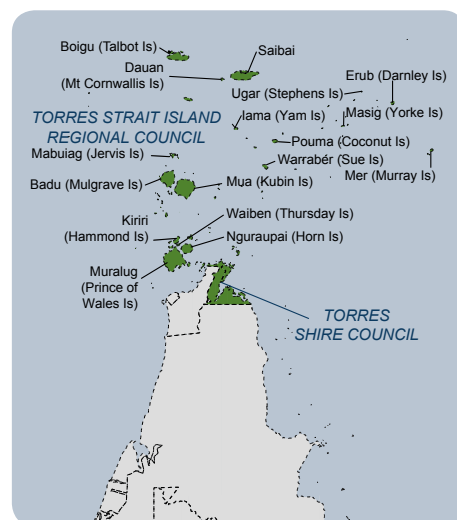 Boigu (Talbot Is)
Saibai
Dauan
(Mt Cornwallis Is)
Erub (Darnley Is)
Ugar (Stephens Is)
TORRES STRAIT ISLAND
REGIONAL COUNCIL
Iama (Yam Is)
Masig (Yorke Is)
Pouma (Coconut Is)
Mabuiag (Jervis Is)
Warrabér (Sue Is)
Mer (Murray Is)
Badu (Mulgrave Is)
Mua (Kubin Is)
Waiben (Thursday Is)
Kiriri
(Hammond Is)
Nguraupai (Horn Is)
Muralug
(Prince of
Wales Is)
TORRES
SHIRE COUNCIL